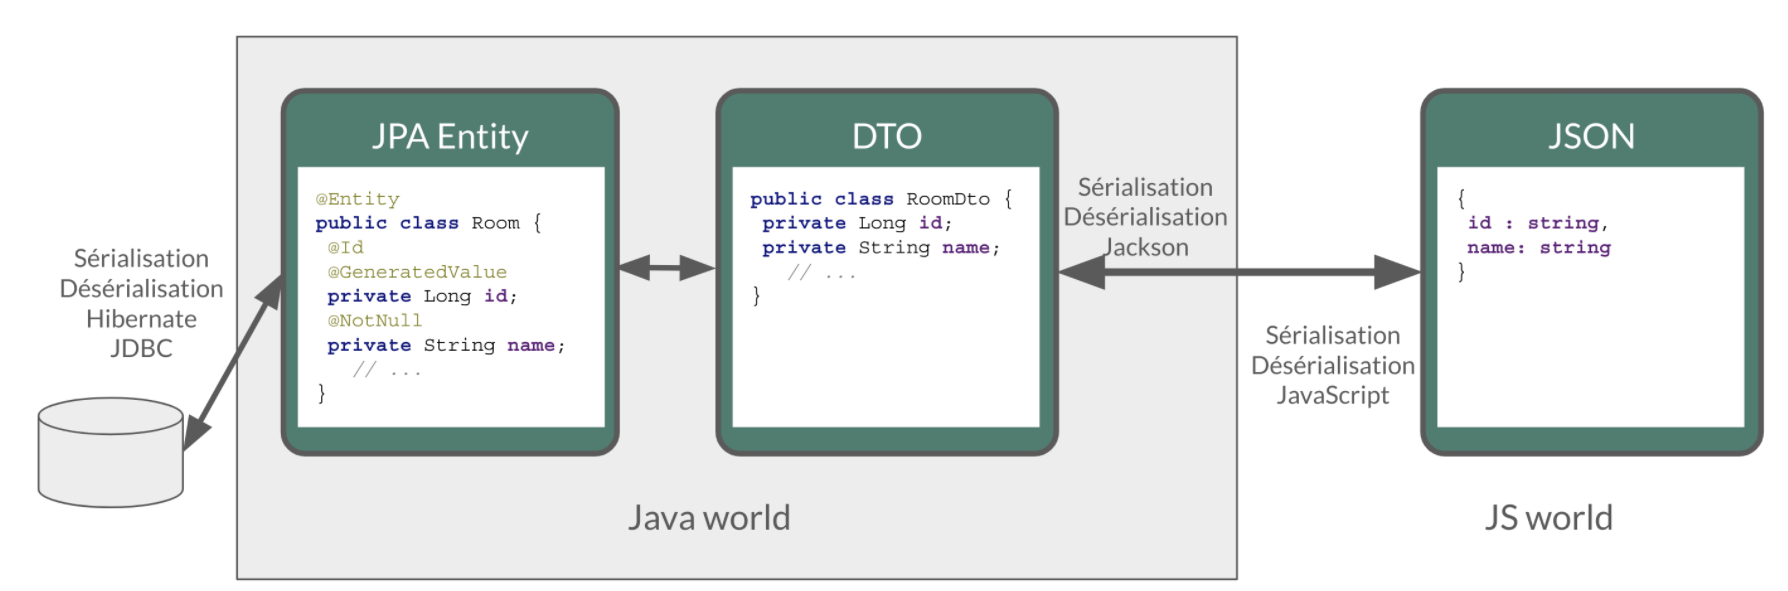 Sérialisation
Désérialisation
Hibernate
JDBC
JPA Entity
@Entity
public class Room {
@Id
@GeneratedValue
private Long id;
@NotNull
private String name;
// ...
}
DTO
public class RoomDto {
private Long id;
private String name;
// ...
}
Sérialisation
Désérialisation
Jackson
Sérialisation
Désérialisation
JavaScript
JSON
{
id : string,
name: string
}
Java world
JS world